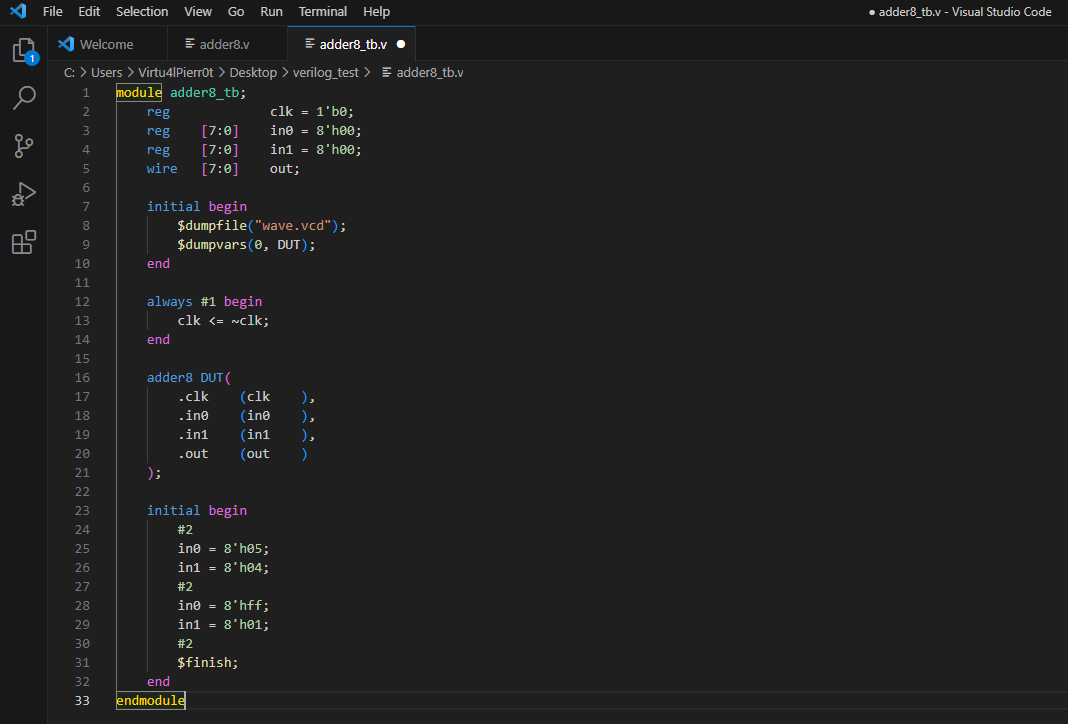 File Edit Selection View Go Run Terminal Help ● adder8_tb.v - Visual Studio Code
Welcome adder8.v adder8_tb.v ●
C: > Users > Virtu4lPierr0t > Desktop > verilog_test > adder8_tb.v
1
1 module adder8_tb;
2     reg             clk = 1'b0;
3     reg    [7:0]    in0 = 8'h00;
4     reg    [7:0]    in1 = 8'h00;
5     wire   [7:0]    out;
6
7     initial begin
8         $dumpfile("wave.vcd");
9         $dumpvars(0, DUT);
10     end
11
12     always #1 begin
13         clk <= ~clk;
14     end
15
16     adder8 DUT(
17         .clk    (clk    ),
18         .in0    (in0    ),
19         .in1    (in1    ),
20         .out    (out    )
21     );
22
23     initial begin
24         #2
25         in0 = 8'h05;
26         in1 = 8'h04;
27         #2
28         in0 = 8'hff;
29         in1 = 8'h01;
30         #2
31         $finish;
32     end
33 endmodule